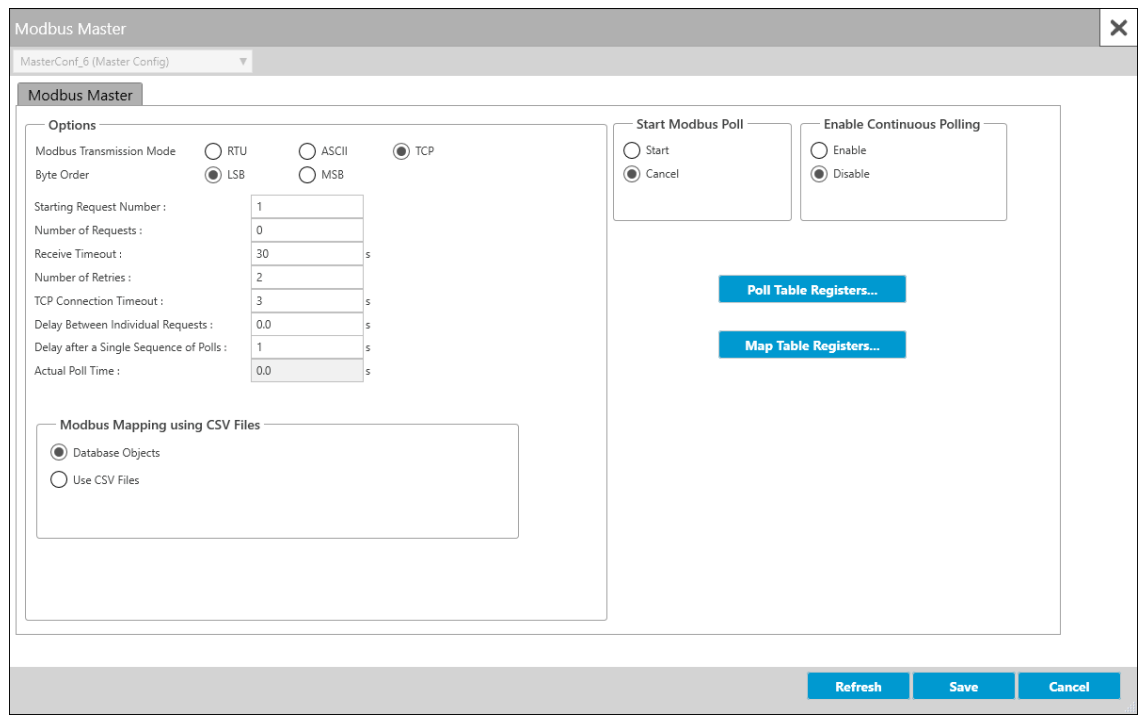 Modbus Master
MasterConf_6 (Master Config)
Modbus Master
Options
Modbus Transmission Mode RTU ASCII TCP
Byte Order LSB MSB
Starting Request Number : 1
Number of Requests : 0
Receive Timeout : 30 s
Number of Retries : 2
TCP Connection Timeout : 3 s
Delay Between Individual Requests : 0.0 s
Delay after a Single Sequence of Polls : 1 s
Actual Poll Time : 0.0 s
Modbus Mapping using CSV Files
Database Objects
Use CSV Files
Start Modbus Poll
Start
Cancel
Enable Continuous Polling
Enable
Disable
Poll Table Registers...
Map Table Registers...
Refresh Save Cancel